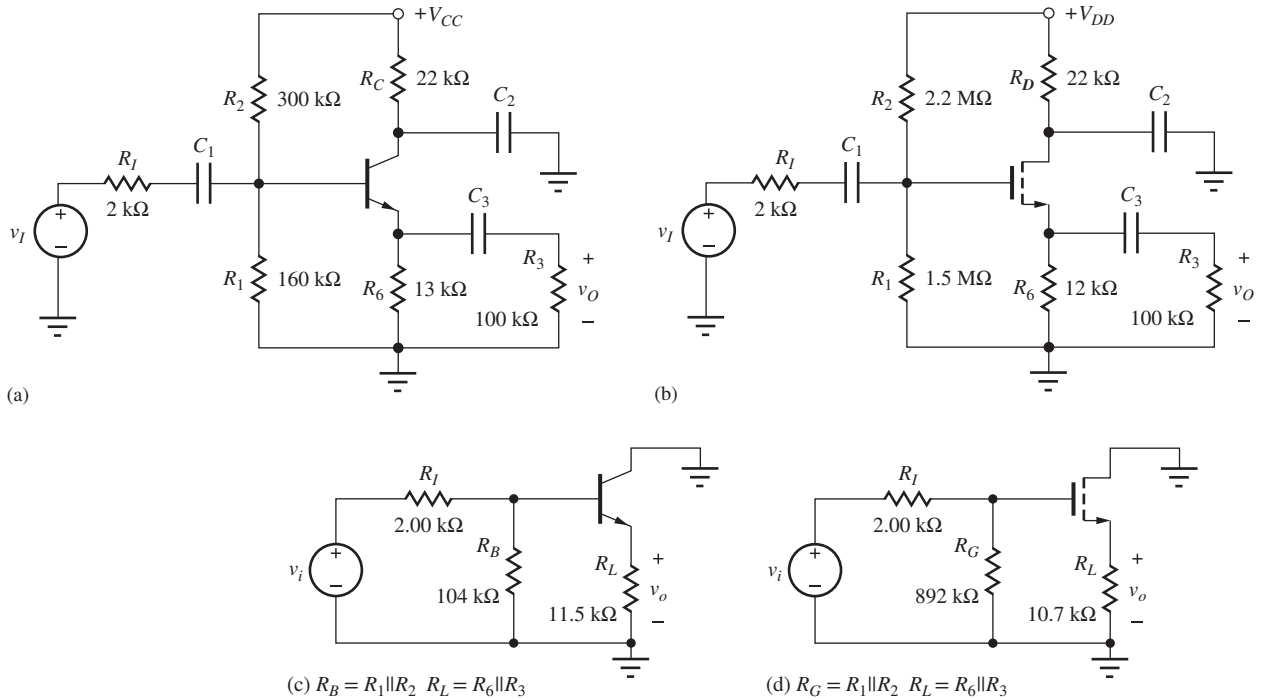 +V_CC
R_C
22 kΩ
R_2
300 kΩ
C_2
R_I
2 kΩ
C_1
v_I
+
−
C_3
R_1
160 kΩ
R_6
13 kΩ
R_3
100 kΩ
+
v_O
−
(a)
+V_DD
R_D
22 kΩ
R_2
2.2 MΩ
C_2
R_I
2 kΩ
C_1
v_I
+
−
C_3
R_1
1.5 MΩ
R_6
12 kΩ
R_3
100 kΩ
+
v_O
−
(b)
R_I
2.00 kΩ
v_i
+
−
R_B
104 kΩ
R_L
11.5 kΩ
+
v_o
−
(c) R_B = R_1||R_2 R_L = R_6||R_3
R_I
2.00 kΩ
v_i
+
−
R_G
892 kΩ
R_L
10.7 kΩ
+
v_o
−
(d) R_G = R_1||R_2 R_L = R_6||R_3